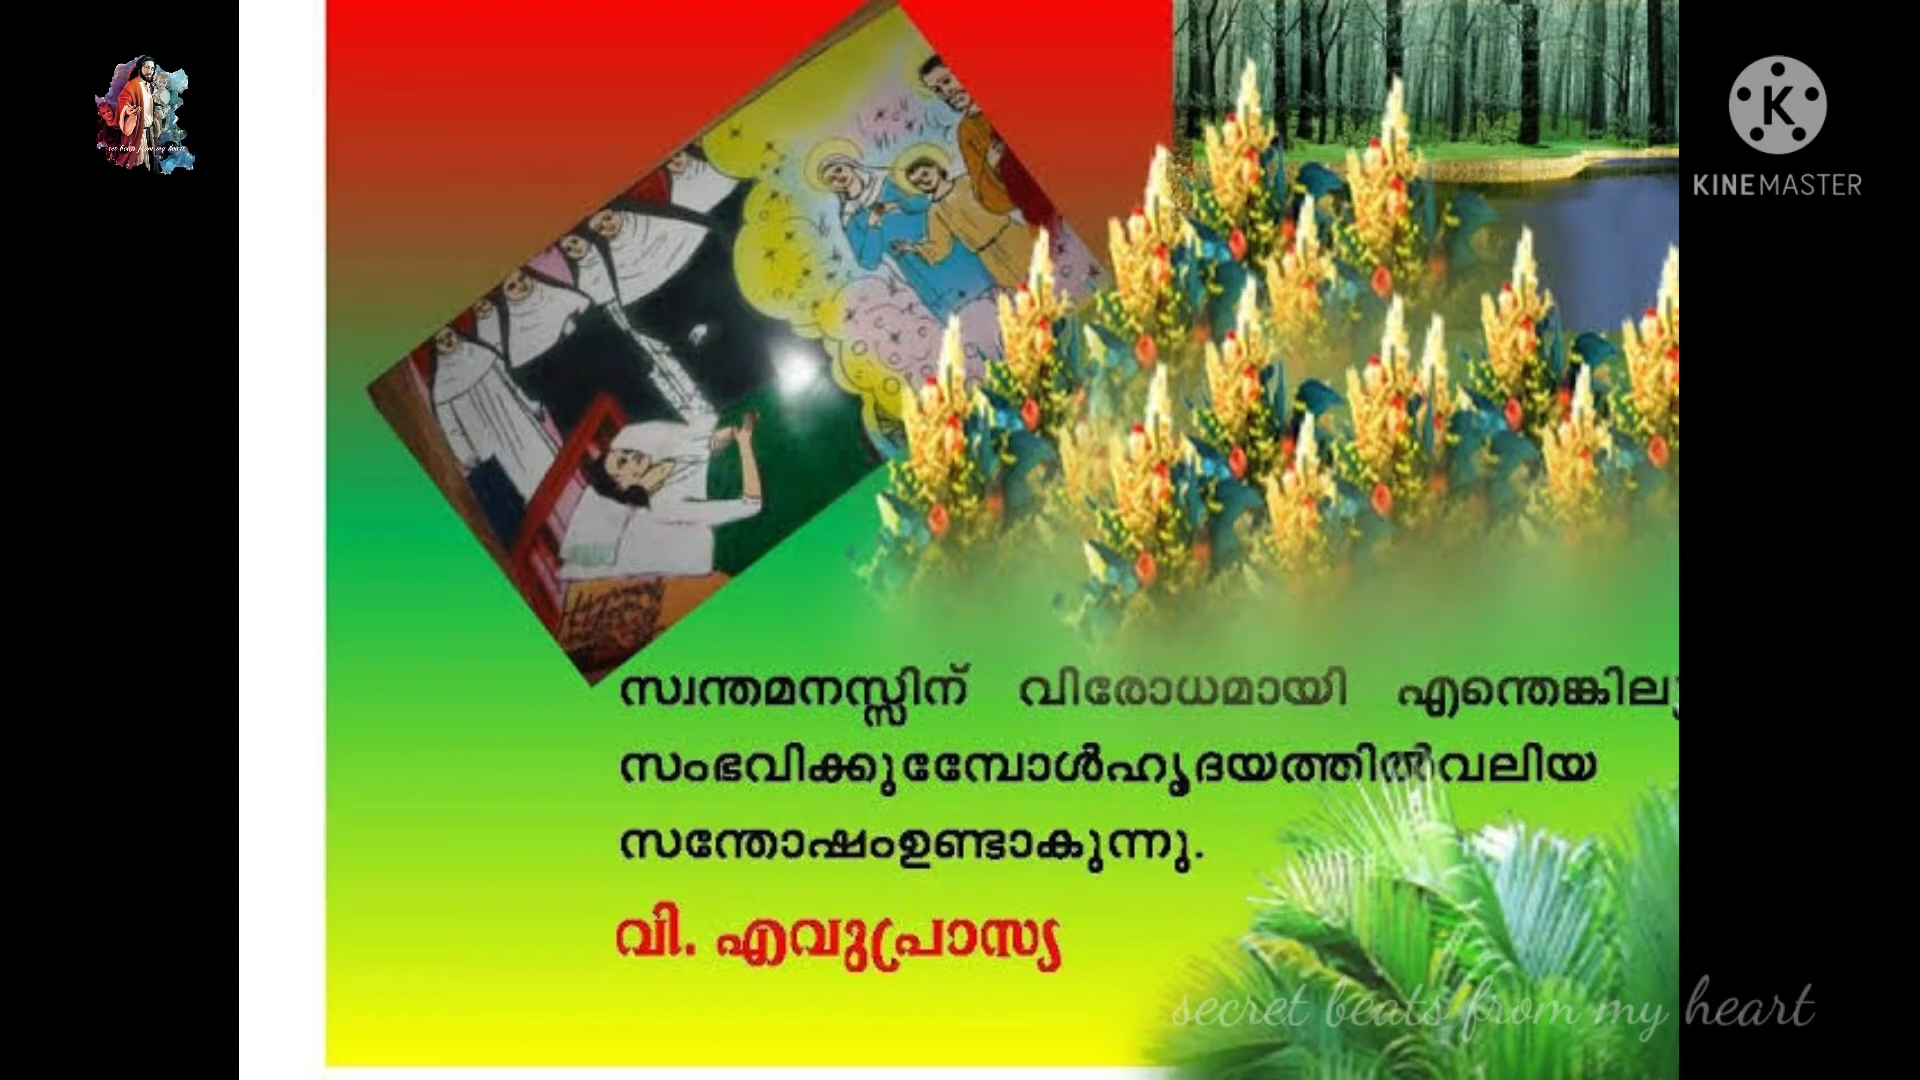 KINEMASTER
സ്വന്തമനസ്സിന് വിരോധമായി എന്തെങ്കിലു
സംഭവിക്കുമ്പോൾഹൃദയത്തിൽവലിയ
സന്തോഷംഉണ്ടാകുന്നു.
വി. എവുപ്രാസ്യ
secret beats from my heart